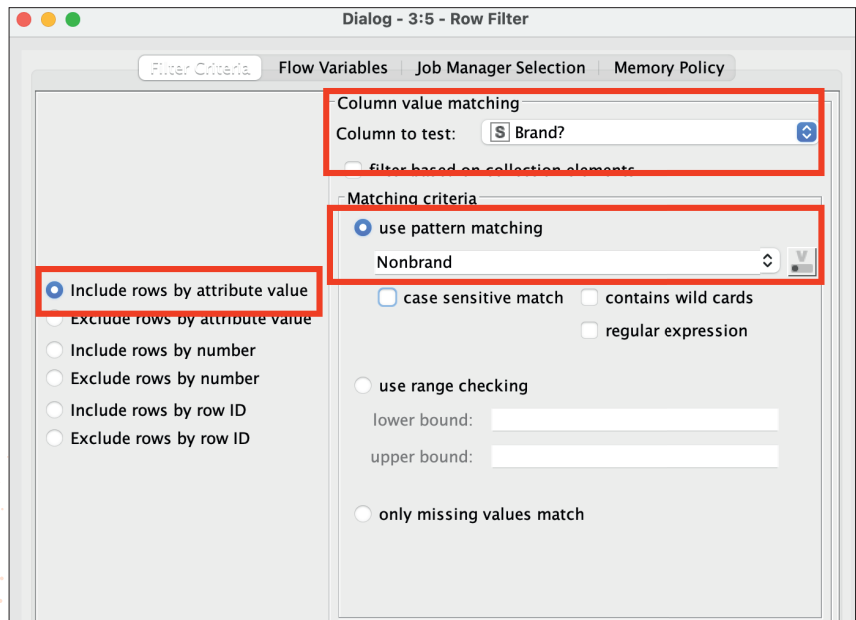 Dialog - 3:5 - Row Filter
Filter Criteria Flow Variables Job Manager Selection Memory Policy
Column value matching
Column to test: S Brand?
filter based on collection elements
Matching criteria
use pattern matching
Nonbrand
V
Include rows by attribute value
case sensitive match contains wild cards
Exclude rows by attribute value
regular expression
Include rows by number
Exclude rows by number
use range checking
Include rows by row ID
lower bound:
Exclude rows by row ID
upper bound:
only missing values match